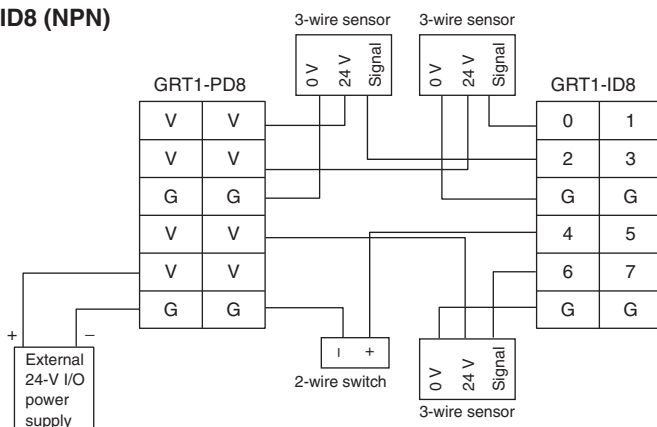 ID8 (NPN)
3-wire sensor
3-wire sensor
0 V
24 V
Signal
0 V
24 V
Signal
GRT1-PD8
GRT1-ID8
V V
0 1
V V
2 3
G G
G G
V V
4 5
V V
6 7
G G
G G
+ −
External
24-V I/O
power
supply
− +
2-wire switch
0 V
24 V
Signal
3-wire sensor